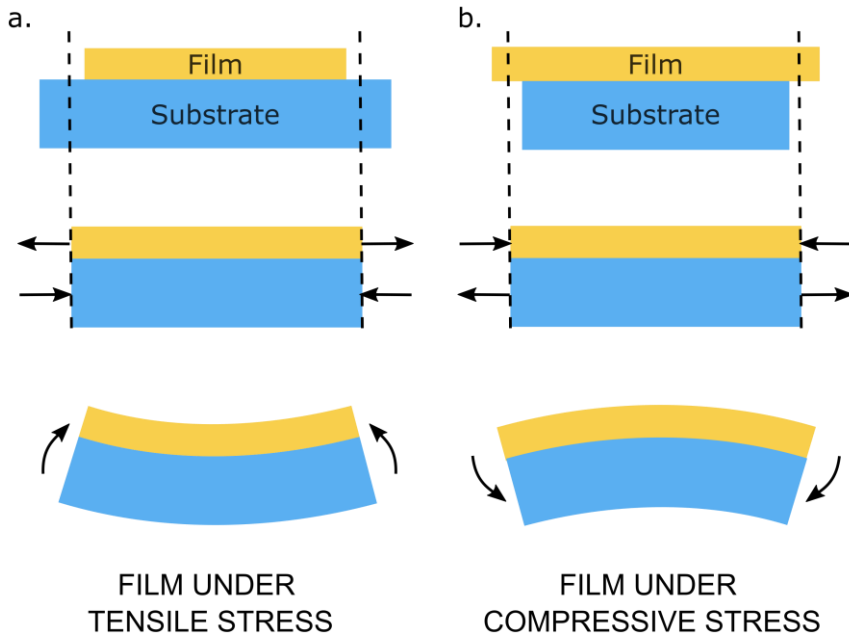 a.
Film
Substrate
FILM UNDER
TENSILE STRESS
b.
Film
Substrate
FILM UNDER
COMPRESSIVE STRESS